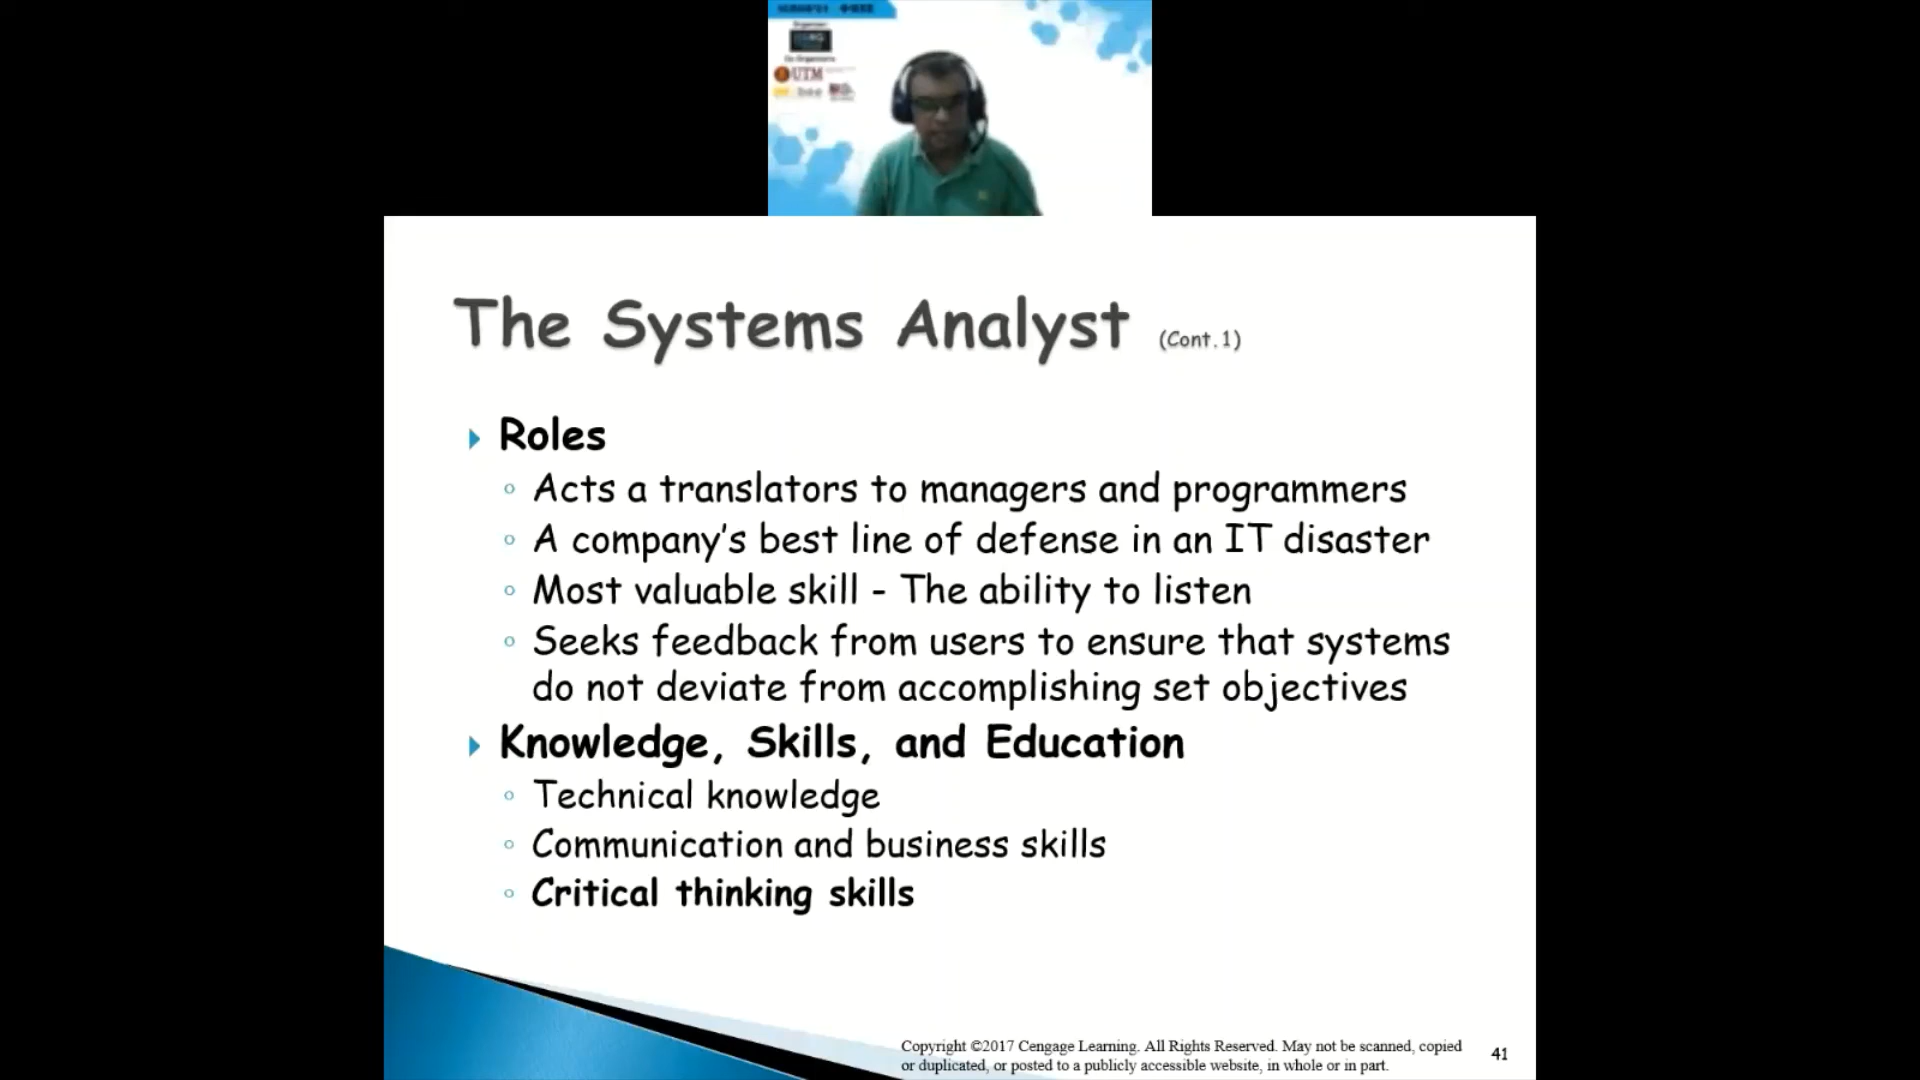 UTM
The Systems Analyst (Cont.1)
Roles
Acts a translators to managers and programmers
A company's best line of defense in an IT disaster
Most valuable skill - The ability to listen
Seeks feedback from users to ensure that systems
do not deviate from accomplishing set objectives
Knowledge, Skills, and Education
Technical knowledge
Communication and business skills
Critical thinking skills
Copyright ©2017 Cengage Learning. All Rights Reserved. May not be scanned, copied
or duplicated, or posted to a publicly accessible website, in whole or in part.
41